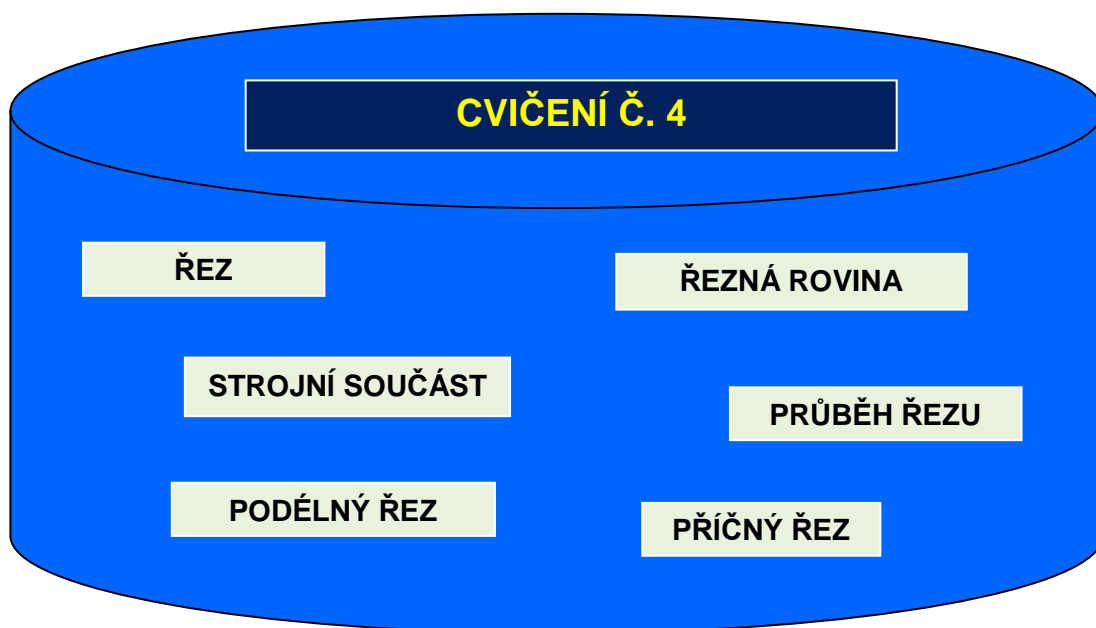 CVIČENÍ Č. 4
ŘEZ
ŘEZNÁ ROVINA
STROJNÍ SOUČÁST
PRŮBĚH ŘEZU
PODÉLNÝ ŘEZ
PŘÍČNÝ ŘEZ